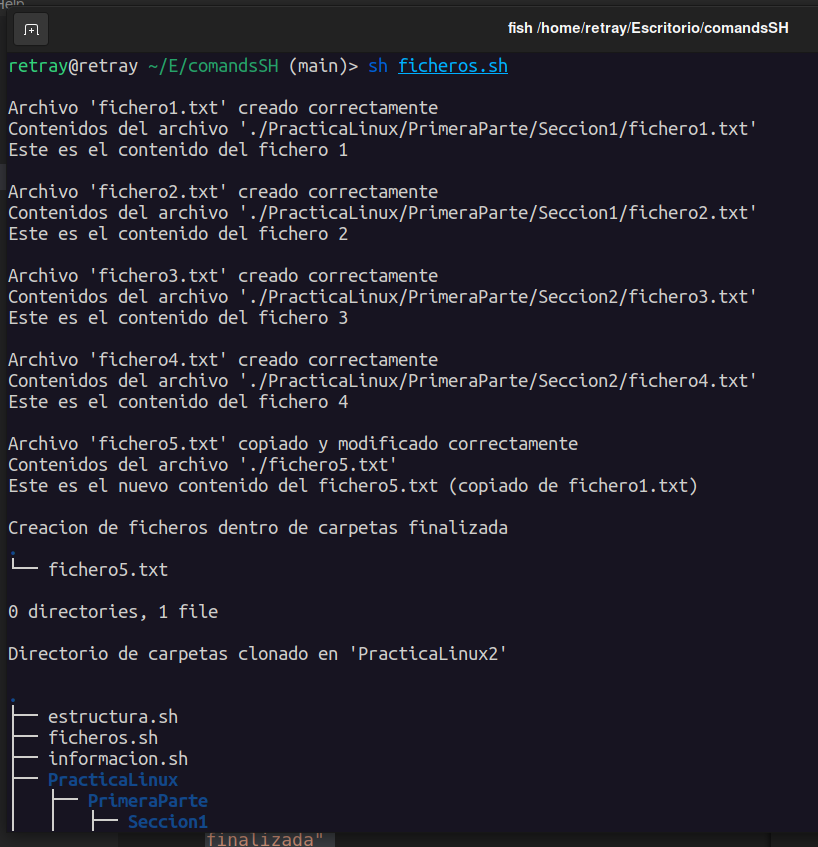 Help
fish /home/retray/Escritorio/comandsSH
retray@retray ~/E/comandsSH (main)> sh ficheros.sh
Archivo 'fichero1.txt' creado correctamente
Contenidos del archivo './PracticaLinux/PrimeraParte/Seccion1/fichero1.txt'
Este es el contenido del fichero 1
Archivo 'fichero2.txt' creado correctamente
Contenidos del archivo './PracticaLinux/PrimeraParte/Seccion1/fichero2.txt'
Este es el contenido del fichero 2
Archivo 'fichero3.txt' creado correctamente
Contenidos del archivo './PracticaLinux/PrimeraParte/Seccion2/fichero3.txt'
Este es el contenido del fichero 3
Archivo 'fichero4.txt' creado correctamente
Contenidos del archivo './PracticaLinux/PrimeraParte/Seccion2/fichero4.txt'
Este es el contenido del fichero 4
Archivo 'fichero5.txt' copiado y modificado correctamente
Contenidos del archivo './fichero5.txt'
Este es el nuevo contenido del fichero5.txt (copiado de fichero1.txt)
Creacion de ficheros dentro de carpetas finalizada
.
└── fichero5.txt
0 directories, 1 file
Directorio de carpetas clonado en 'PracticaLinux2'
.
├── estructura.sh
├── ficheros.sh
├── informacion.sh
├── PracticaLinux
│   ├── PrimeraParte
│   │   ├── Seccion1
finalizada"